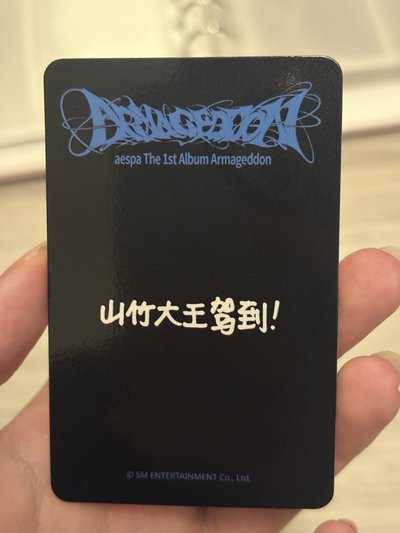 ARMAGEDDON
aespa The 1st Album Armageddon
山竹大王驾到!
© SM ENTERTAINMENT Co., Ltd.